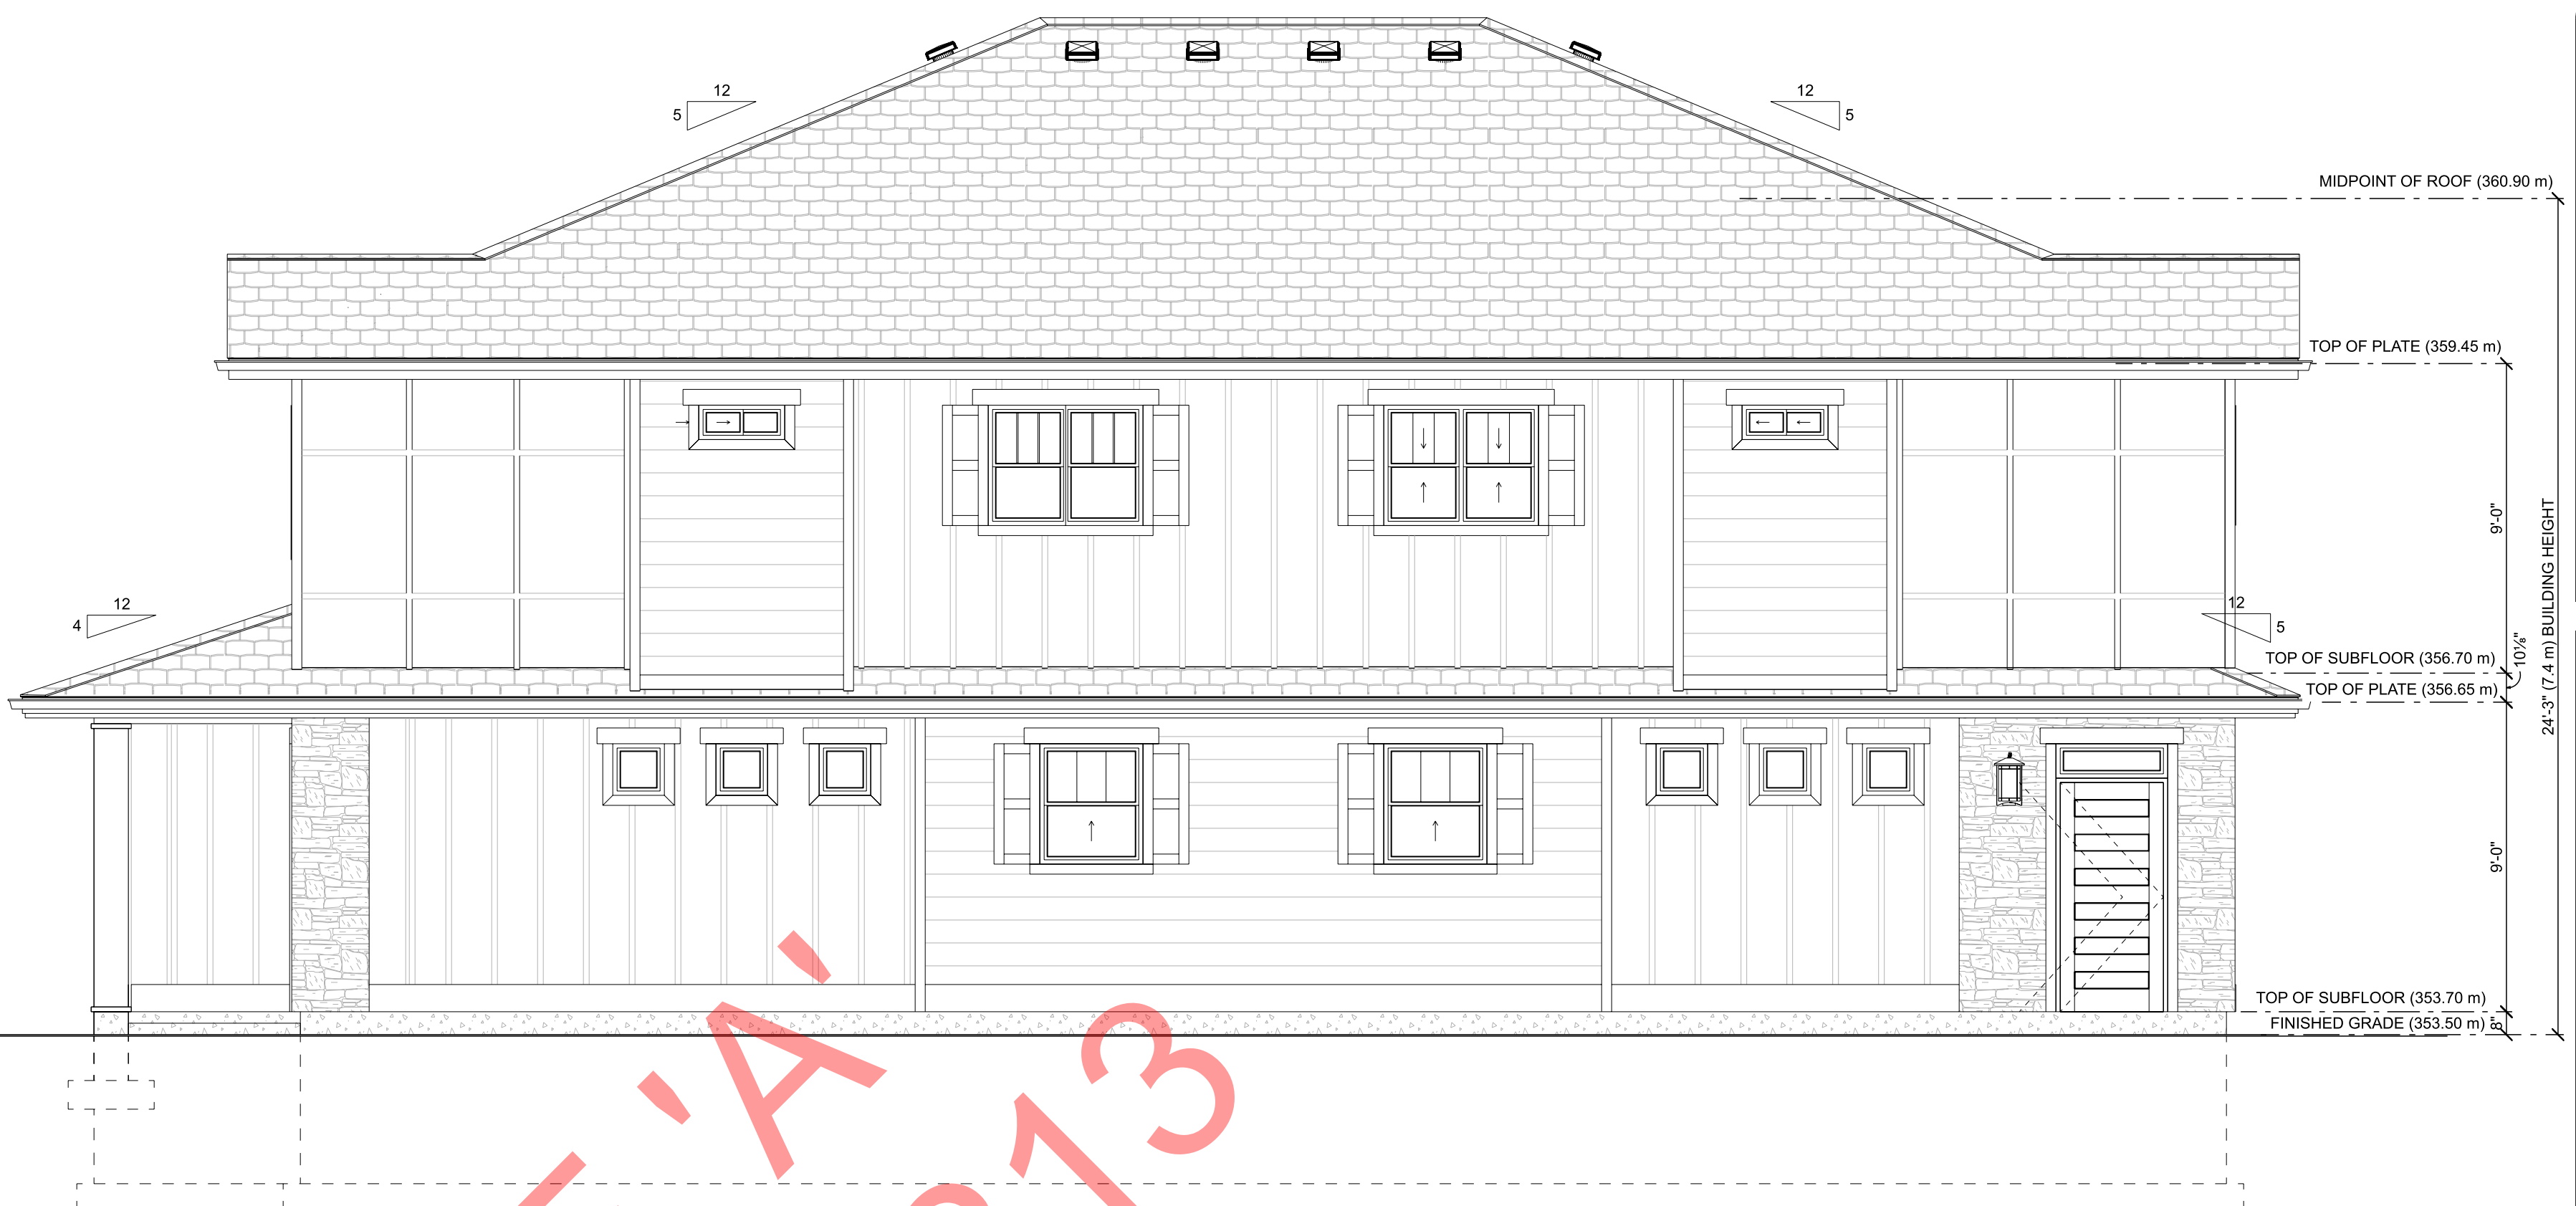 12
5
12
5
MIDPOINT OF ROOF (360.90 m)
TOP OF PLATE (359.45 m)
9'-0"
24'-3" (7.4 m) BUILDING HEIGHT
12
4
12
5
10⅛"
TOP OF SUBFLOOR (356.70 m)
TOP OF PLATE (356.65 m)
9'-0"
TOP OF SUBFLOOR (353.70 m)
FINISHED GRADE (353.50 m)
8"
'A'
13